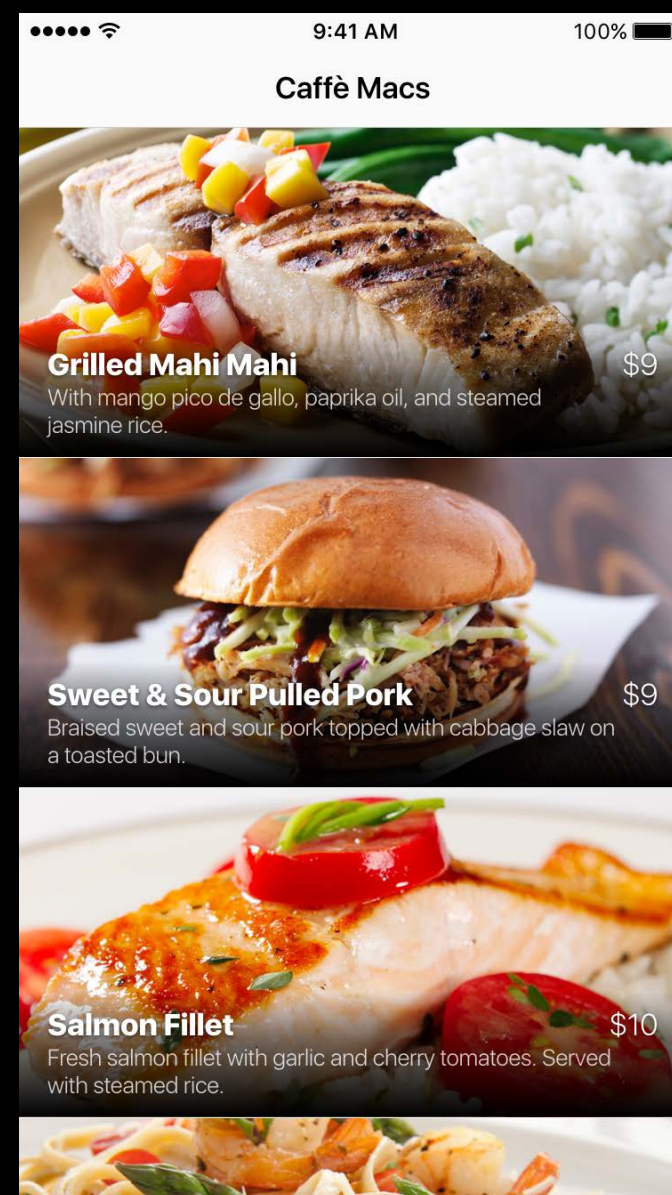 9:41 AM
100%
Caffè Macs
Grilled Mahi Mahi $9
With mango pico de gallo, paprika oil, and steamed
jasmine rice.
Sweet & Sour Pulled Pork $9
Braised sweet and sour pork topped with cabbage slaw on
a toasted bun.
Salmon Fillet $10
Fresh salmon fillet with garlic and cherry tomatoes. Served
with steamed rice.